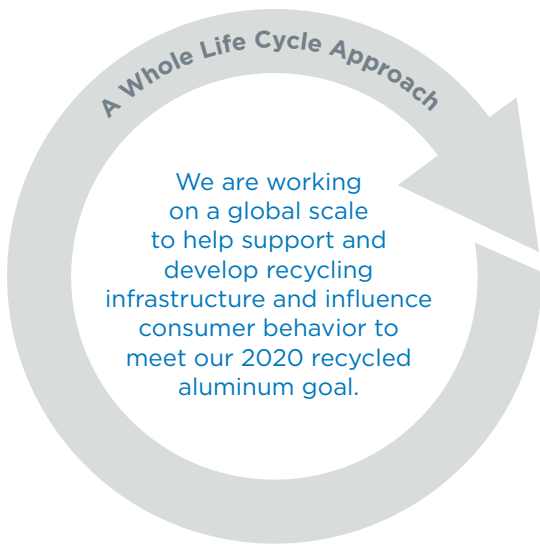 A Whole Life Cycle Approach
We are working
on a global scale
to help support and
develop recycling
infrastructure and influence
consumer behavior to
meet our 2020 recycled
aluminum goal.